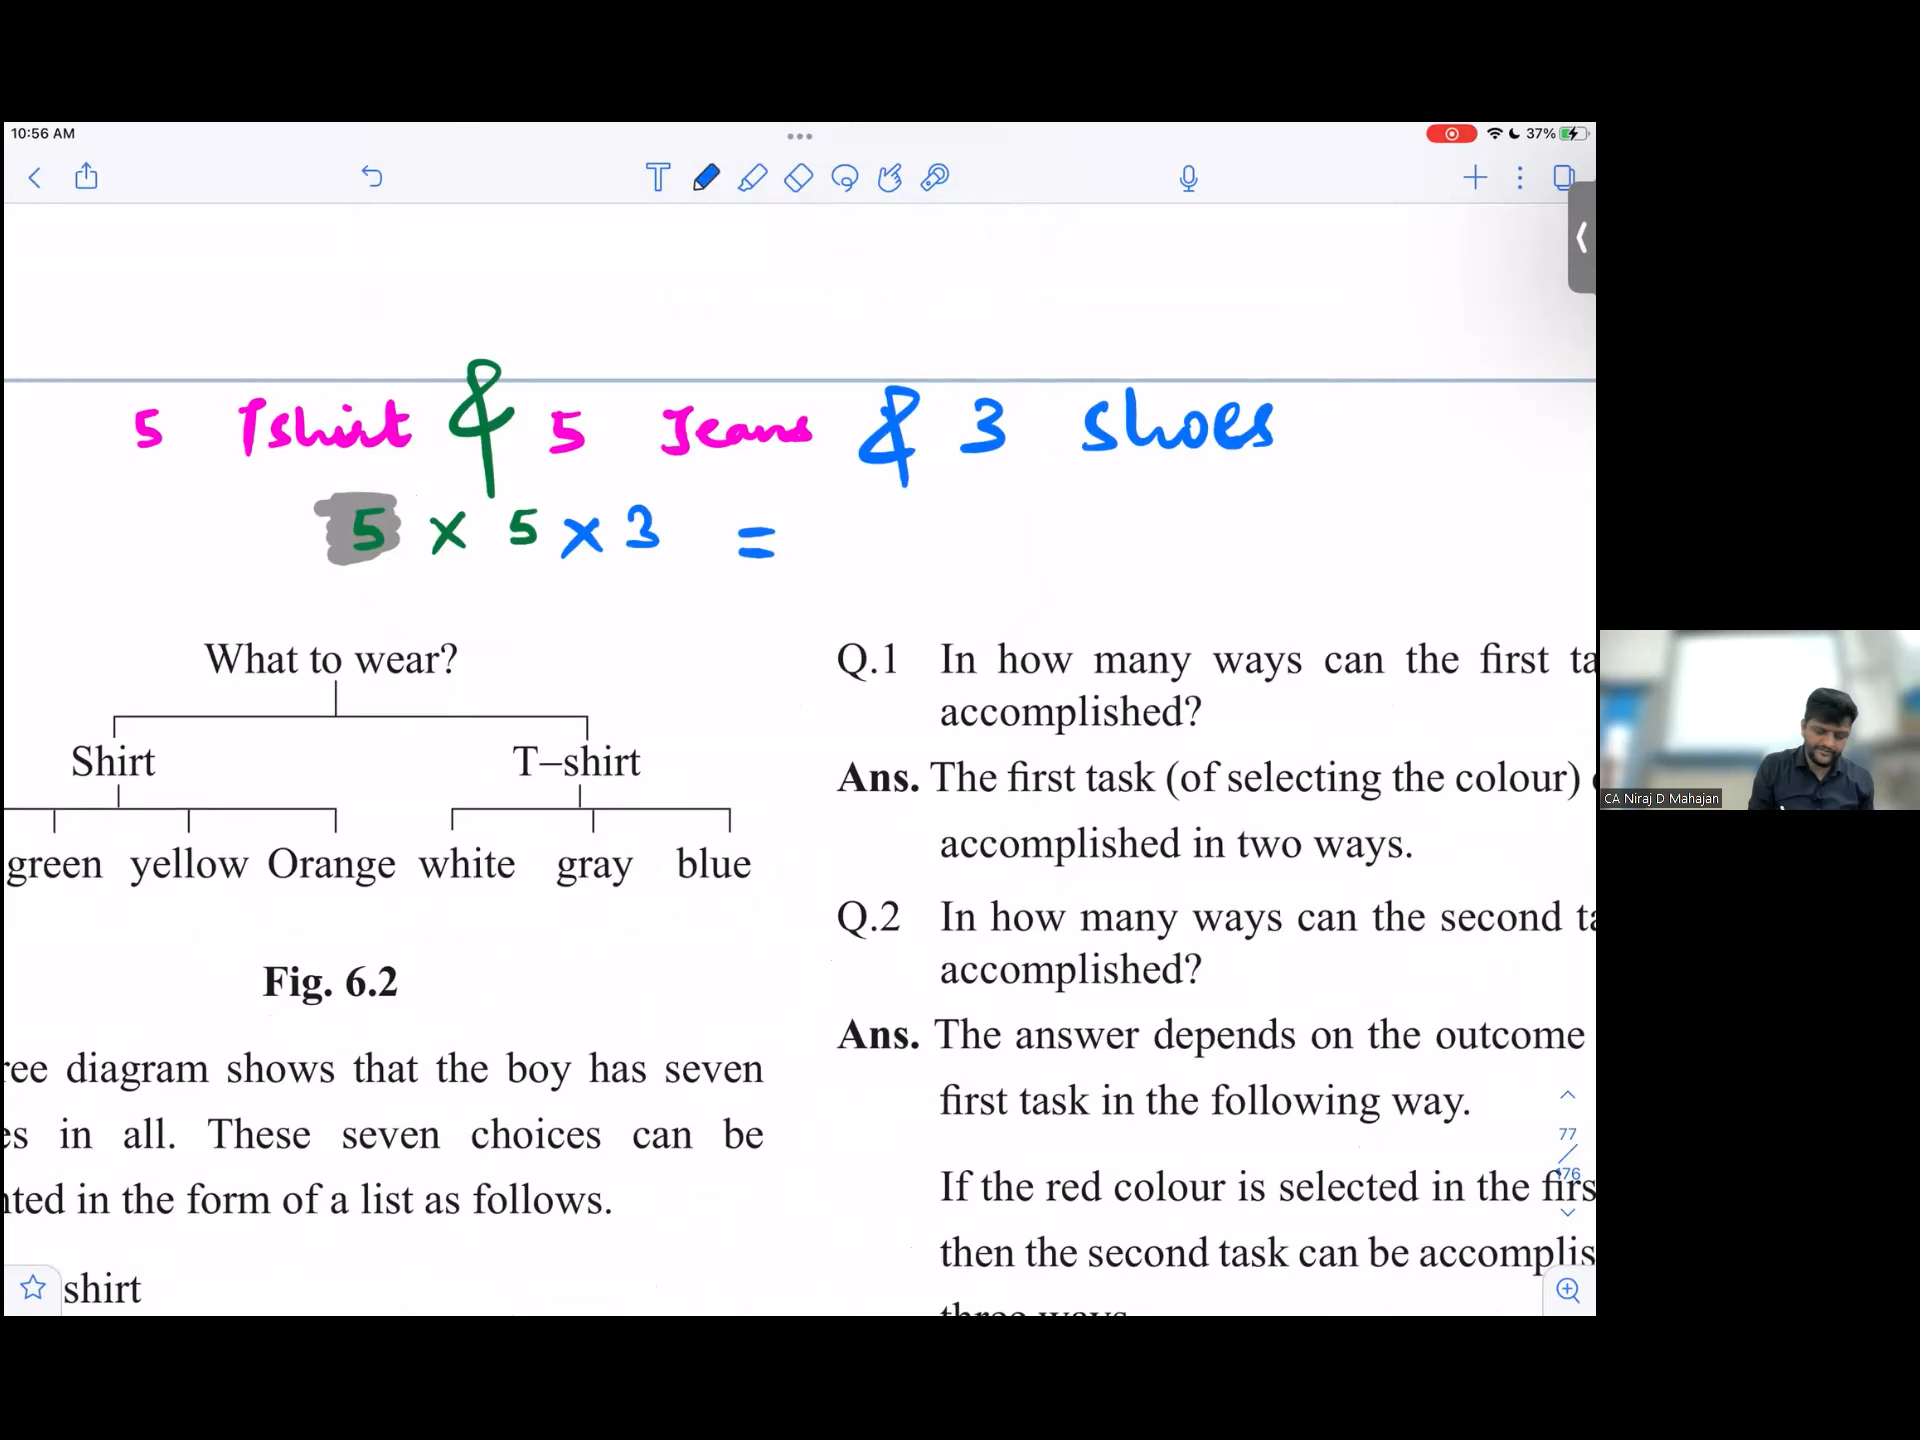 10:56 AM
37%
5 Tshirt & 5 Jeans & 3 shoes
5 × 5 × 3 =
What to wear?
Shirt T–shirt
green yellow Orange white gray blue
Fig. 6.2
ree diagram shows that the boy has seven
es in all. These seven choices can be
nted in the form of a list as follows.
shirt
Q.1 In how many ways can the first ta
accomplished?
Ans. The first task (of selecting the colour) c
accomplished in two ways.
Q.2 In how many ways can the second ta
accomplished?
Ans. The answer depends on the outcome
first task in the following way.
If the red colour is selected in the firs
then the second task can be accomplis
three ways
77
176
CA Niraj D Mahajan